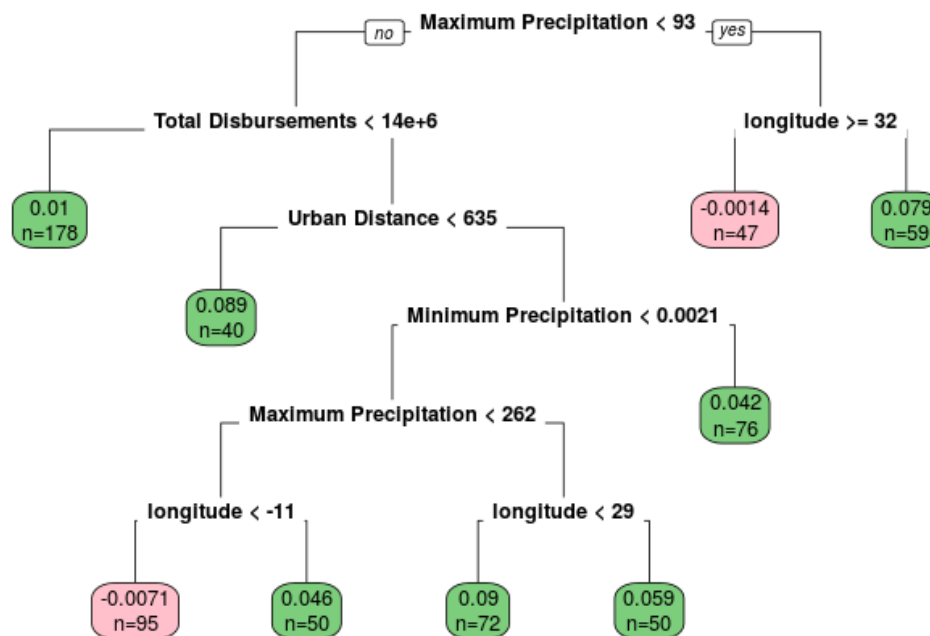 Maximum Precipitation < 93
no
yes
Total Disbursements < 14e+6
longitude >= 32
0.01
n=178
Urban Distance < 635
-0.0014
n=47
0.079
n=59
0.089
n=40
Minimum Precipitation < 0.0021
0.042
n=76
Maximum Precipitation < 262
longitude < -11
longitude < 29
-0.0071
n=95
0.046
n=50
0.09
n=72
0.059
n=50